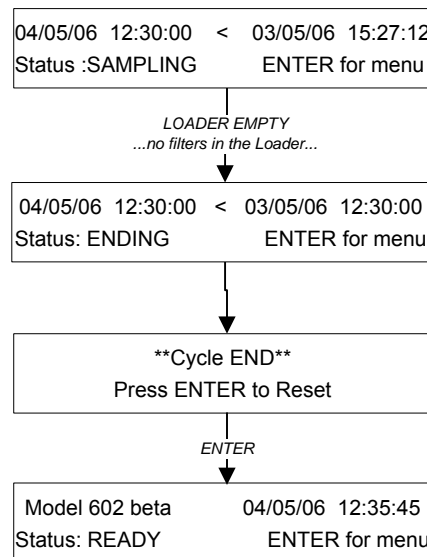 04/05/06 12:30:00 < 03/05/06 15:27:12
Status :SAMPLING ENTER for menu
LOADER EMPTY
...no filters in the Loader...
04/05/06 12:30:00 < 03/05/06 12:30:00
Status: ENDING ENTER for menu
**Cycle END**
Press ENTER to Reset
ENTER
Model 602 beta 04/05/06 12:35:45
Status: READY ENTER for menu